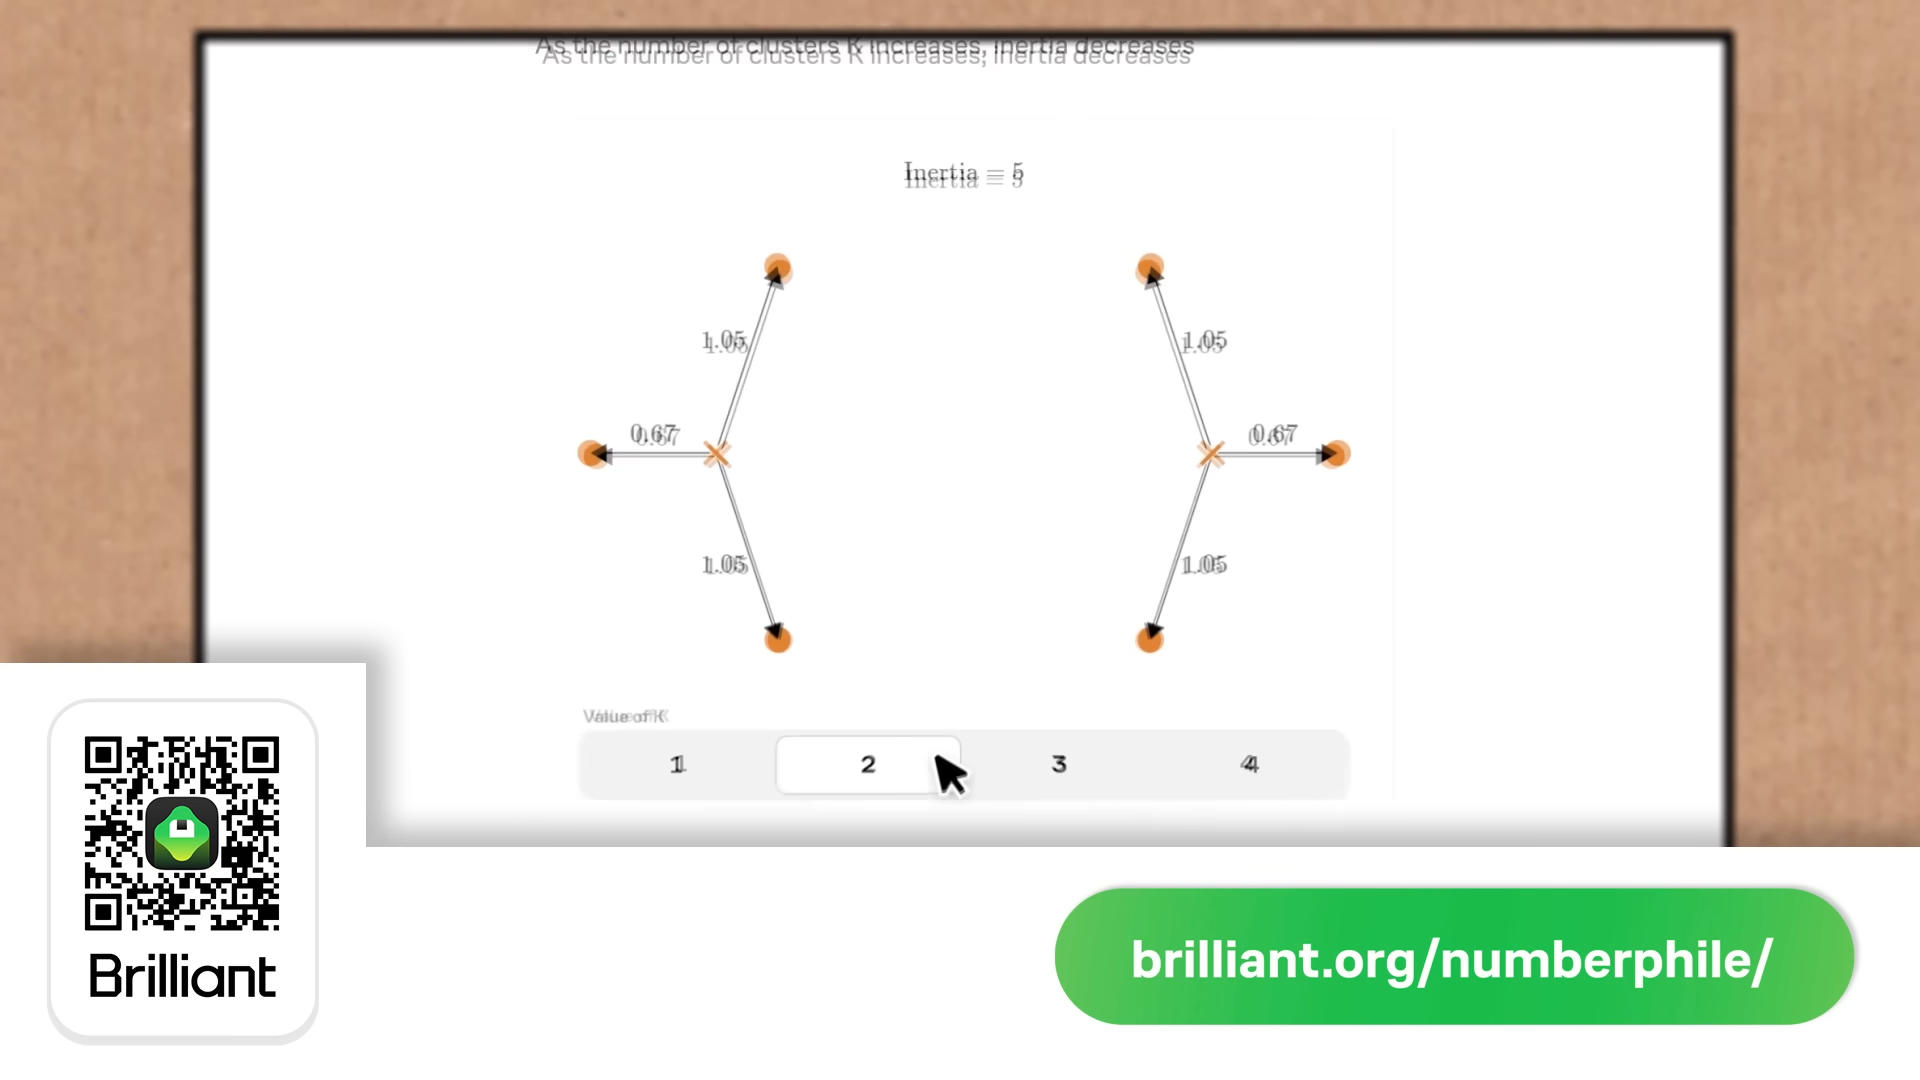 As the number of clusters K increases, inertia decreases
Inertia = 5
1.05
1.05
0.67
0.67
1.05
1.05
Value of K
1 2 3 4
Brilliant
brilliant.org/numberphile/